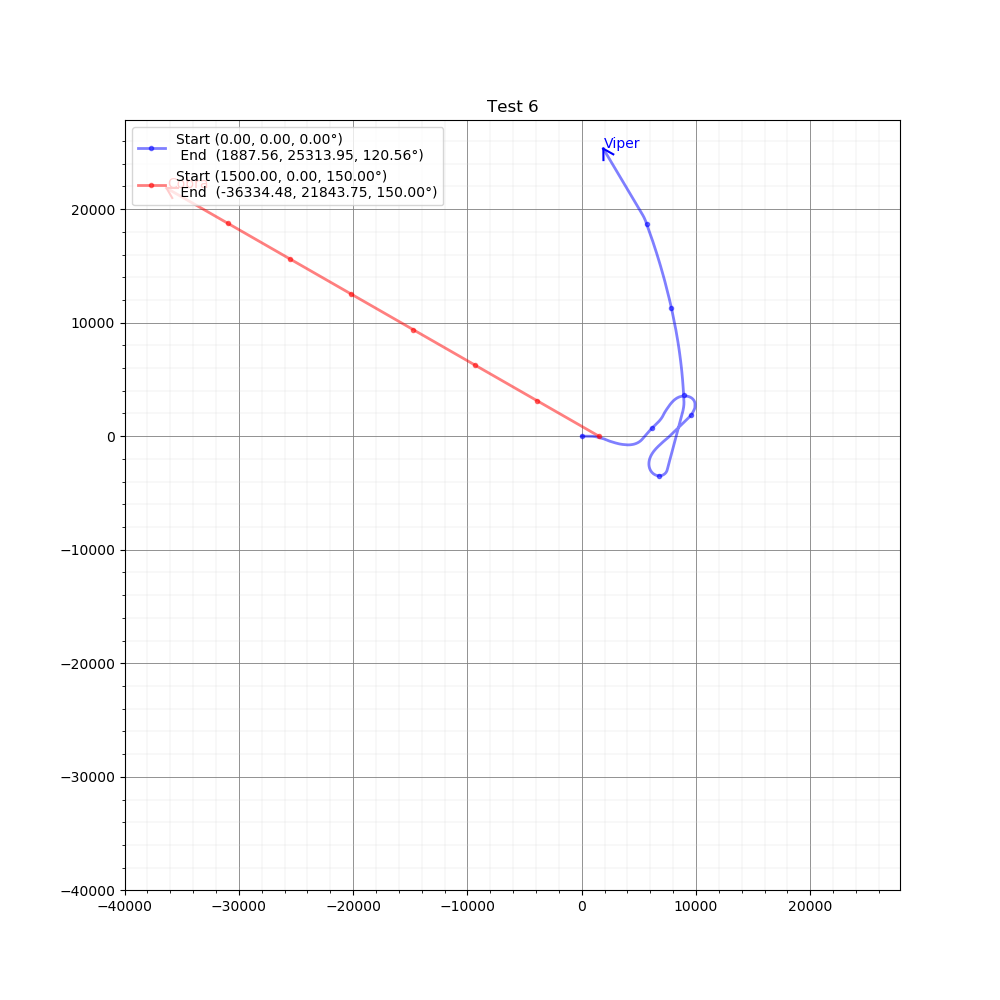 Test 6
Start (0.00, 0.00, 0.00°)
End (1887.56, 25313.95, 120.56°)
Start (1500.00, 0.00, 150.00°)
End (-36334.48, 21843.75, 150.00°)
Viper
20000
10000
0
−10000
−20000
−30000
−40000
−40000 −30000 −20000 −10000 0 10000 20000